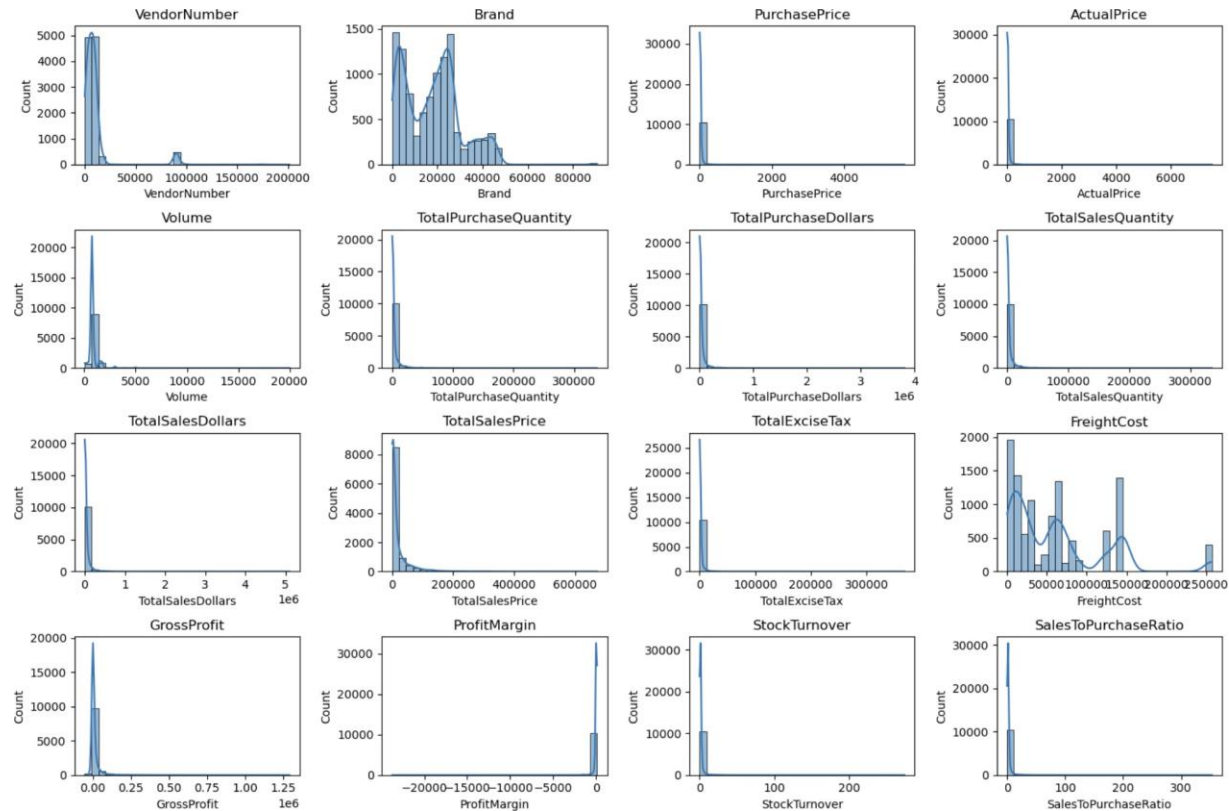 VendorNumber
Count
5000
4000
3000
2000
1000
0
0 50000 100000 150000 200000
VendorNumber
Brand
Count
1500
1000
500
0
0 20000 40000 60000 80000
Brand
PurchasePrice
Count
30000
20000
10000
0
0 2000 4000
PurchasePrice
ActualPrice
Count
30000
20000
10000
0
0 2000 4000 6000
ActualPrice
Volume
Count
20000
15000
10000
5000
0
0 5000 10000 15000 20000
Volume
TotalPurchaseQuantity
Count
20000
15000
10000
5000
0
0 100000 200000 300000
TotalPurchaseQuantity
TotalPurchaseDollars
Count
20000
15000
10000
5000
0
0 1 2 3 4
1e6
TotalPurchaseDollars
TotalSalesQuantity
Count
20000
15000
10000
5000
0
0 100000 200000 300000
TotalSalesQuantity
TotalSalesDollars
Count
20000
15000
10000
5000
0
0 1 2 3 4 5
1e6
TotalSalesDollars
TotalSalesPrice
Count
8000
6000
4000
2000
0
0 200000 400000 600000
TotalSalesPrice
TotalExciseTax
Count
25000
20000
15000
10000
5000
0
0 100000 200000 300000
TotalExciseTax
FreightCost
Count
2000
1500
1000
500
0
0 50000 100000 150000 200000 250000
FreightCost
GrossProfit
Count
20000
15000
10000
5000
0
0.00 0.25 0.50 0.75 1.00 1.25
1e6
GrossProfit
ProfitMargin
Count
30000
20000
10000
0
−20000 −15000 −10000 −5000 0
ProfitMargin
StockTurnover
Count
30000
20000
10000
0
0 100 200
StockTurnover
SalesToPurchaseRatio
Count
30000
20000
10000
0
0 100 200 300
SalesToPurchaseRatio